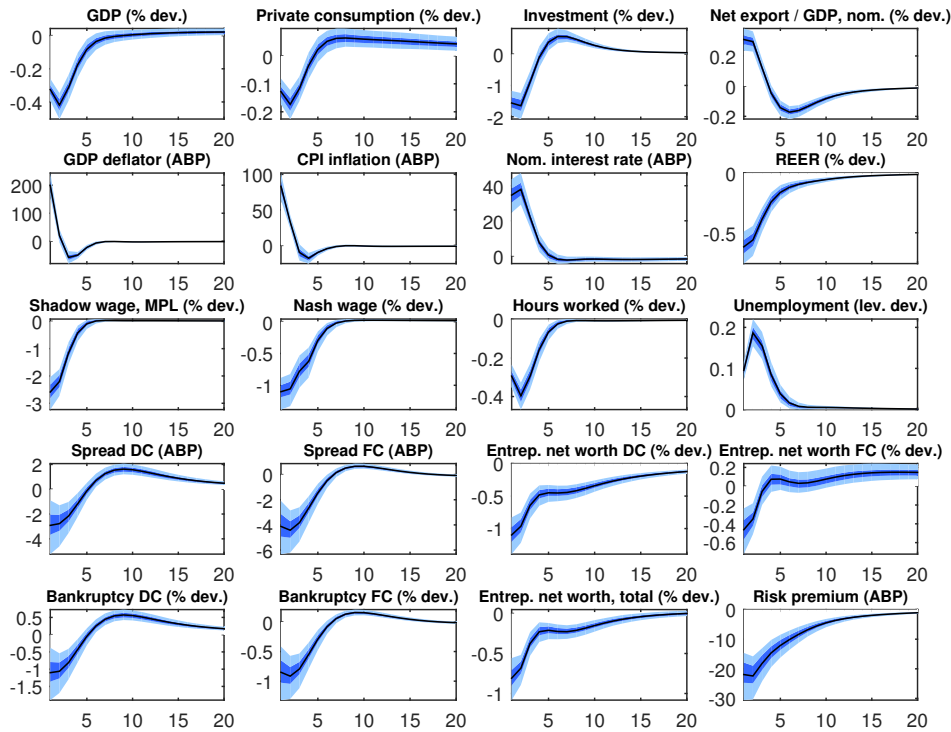 GDP (% dev.)
Private consumption (% dev.)
Investment (% dev.)
Net export / GDP, nom. (% dev.)
0
-0.2
-0.4
5 10 15 20
0.1
0
-0.1
-0.2
5 10 15 20
0
-1
-2
5 10 15 20
0.2
0
-0.2
5 10 15 20
GDP deflator (ABP)
CPI inflation (ABP)
Nom. interest rate (ABP)
REER (% dev.)
200
100
0
5 10 15 20
100
50
0
5 10 15 20
40
20
0
5 10 15 20
0
-0.5
5 10 15 20
Shadow wage, MPL (% dev.)
Nash wage (% dev.)
Hours worked (% dev.)
Unemployment (lev. dev.)
0
-1
-2
-3
5 10 15 20
0
-0.5
-1
5 10 15 20
0
-0.2
-0.4
5 10 15 20
0.2
0.1
0
5 10 15 20
Spread DC (ABP)
Spread FC (ABP)
Entrep. net worth DC (% dev.)
Entrep. net worth FC (% dev.)
2
0
-2
-4
5 10 15 20
0
-2
-4
-6
5 10 15 20
0
-0.5
-1
5 10 15 20
0.2
0
-0.2
-0.4
-0.6
5 10 15 20
Bankruptcy DC (% dev.)
Bankruptcy FC (% dev.)
Entrep. net worth, total (% dev.)
Risk premium (ABP)
0.5
0
-0.5
-1
-1.5
5 10 15 20
0
-0.5
-1
5 10 15 20
0
-0.5
-1
5 10 15 20
0
-10
-20
-30
5 10 15 20